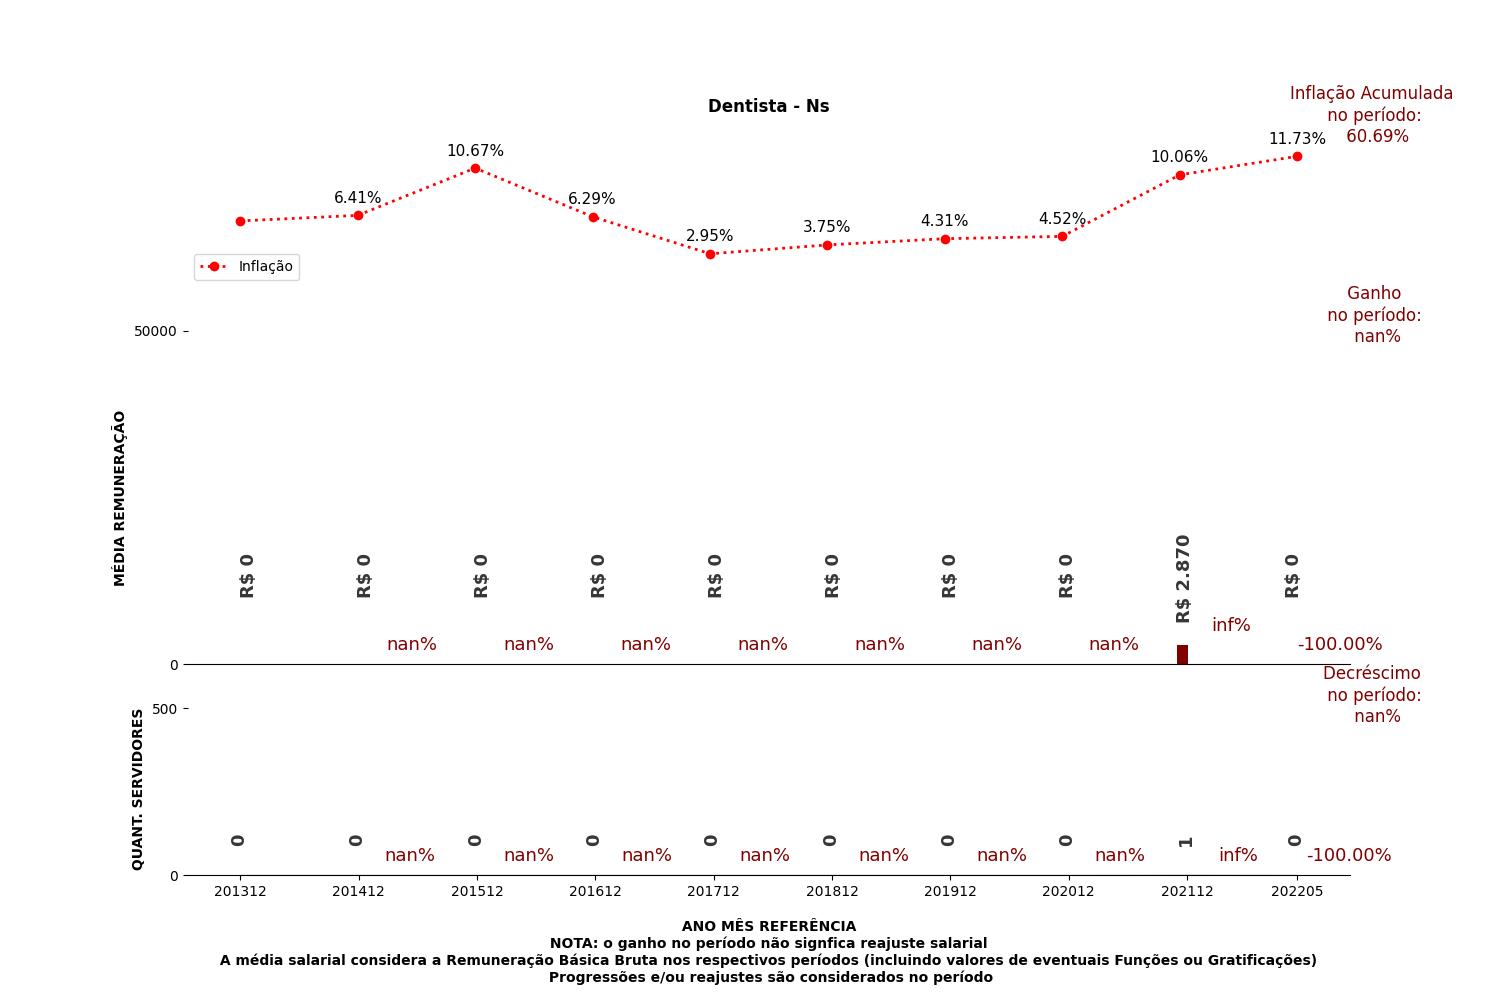 Dentista - Ns
Inflação Acumulada
no período:
60.69%
6.41%
10.67%
6.29%
2.95%
3.75%
4.31%
4.52%
10.06%
11.73%
Inflação
Ganho
no período:
nan%
50000
0
MÉDIA REMUNERAÇÃO
R$ 0
R$ 0
R$ 0
R$ 0
R$ 0
R$ 0
R$ 0
R$ 0
R$ 2.870
R$ 0
nan%
nan%
nan%
nan%
nan%
nan%
nan%
inf%
-100.00%
Decréscimo
no período:
nan%
500
0
QUANT. SERVIDORES
0
0
0
0
0
0
0
0
1
0
nan%
nan%
nan%
nan%
nan%
nan%
nan%
inf%
-100.00%
201312
201412
201512
201612
201712
201812
201912
202012
202112
202205
ANO MÊS REFERÊNCIA
NOTA: o ganho no período não signfica reajuste salarial
A média salarial considera a Remuneração Básica Bruta nos respectivos períodos (incluindo valores de eventuais Funções ou Gratificações)
Progressões e/ou reajustes são considerados no período